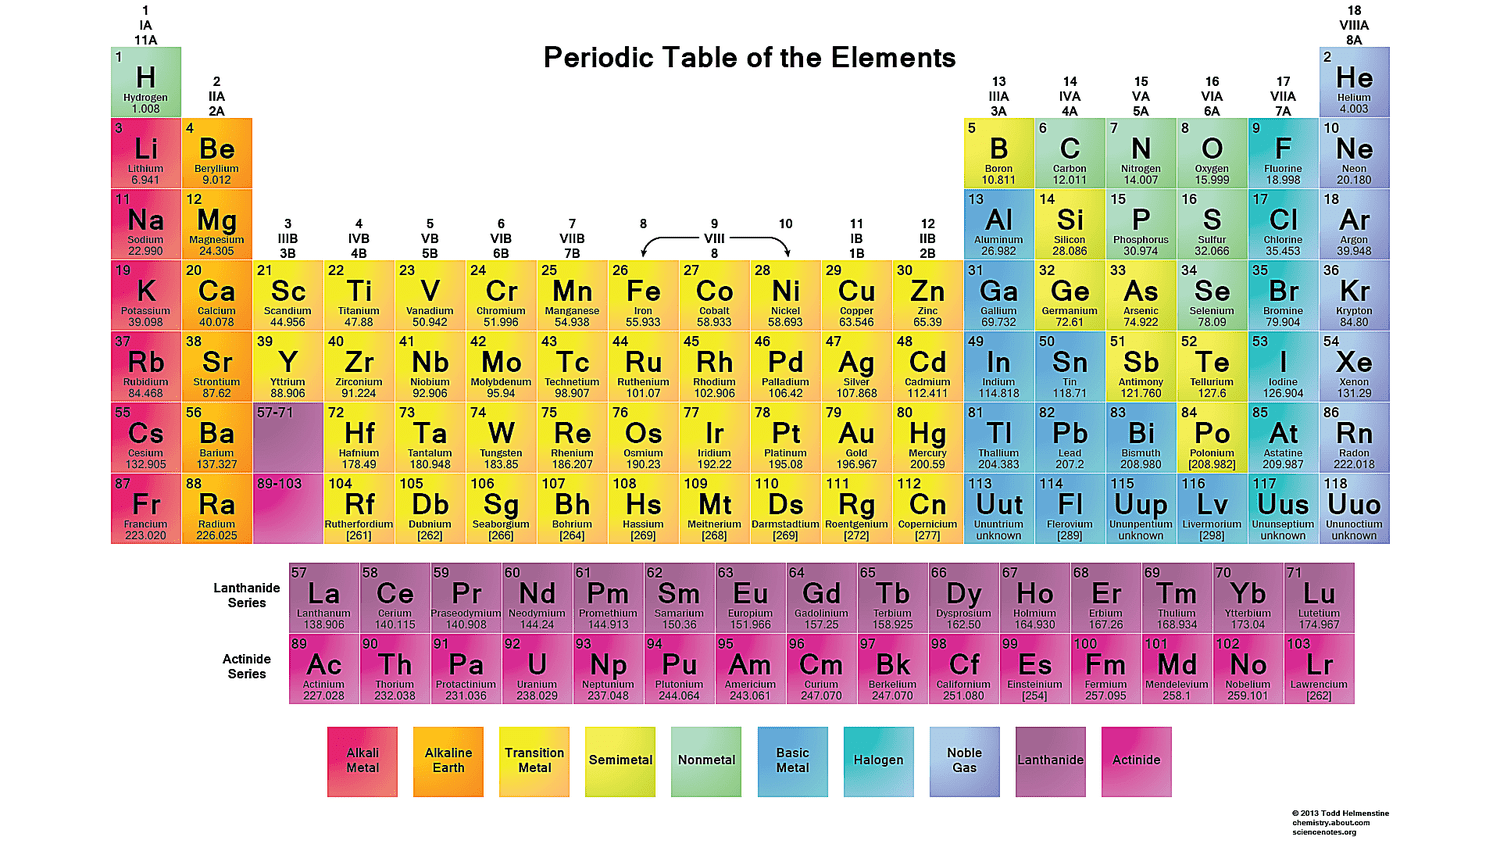 1
IA
11A
18
VIIIA
8A
Periodic Table of the Elements
1
H
Hydrogen
1.008
2
IIA
2A
13
IIIA
3A
14
IVA
4A
15
VA
5A
16
VIA
6A
17
VIIA
7A
2
He
Helium
4.003
3
Li
Lithium
6.941
4
Be
Beryllium
9.012
5
B
Boron
10.811
6
C
Carbon
12.011
7
N
Nitrogen
14.007
8
O
Oxygen
15.999
9
F
Fluorine
18.998
10
Ne
Neon
20.180
11
Na
Sodium
22.990
12
Mg
Magnesium
24.305
3
IIIB
3B
4
IVB
4B
5
VB
5B
6
VIB
6B
7
VIIB
7B
8
9
10
VIII
8
11
IB
1B
12
IIB
2B
13
Al
Aluminum
26.982
14
Si
Silicon
28.086
15
P
Phosphorus
30.974
16
S
Sulfur
32.066
17
Cl
Chlorine
35.453
18
Ar
Argon
39.948
19
K
Potassium
39.098
20
Ca
Calcium
40.078
21
Sc
Scandium
44.956
22
Ti
Titanium
47.88
23
V
Vanadium
50.942
24
Cr
Chromium
51.996
25
Mn
Manganese
54.938
26
Fe
Iron
55.933
27
Co
Cobalt
58.933
28
Ni
Nickel
58.693
29
Cu
Copper
63.546
30
Zn
Zinc
65.39
31
Ga
Gallium
69.732
32
Ge
Germanium
72.61
33
As
Arsenic
74.922
34
Se
Selenium
78.09
35
Br
Bromine
79.904
36
Kr
Krypton
84.80
37
Rb
Rubidium
84.468
38
Sr
Strontium
87.62
39
Y
Yttrium
88.906
40
Zr
Zirconium
91.224
41
Nb
Niobium
92.906
42
Mo
Molybdenum
95.94
43
Tc
Technetium
98.907
44
Ru
Ruthenium
101.07
45
Rh
Rhodium
102.906
46
Pd
Palladium
106.42
47
Ag
Silver
107.868
48
Cd
Cadmium
112.411
49
In
Indium
114.818
50
Sn
Tin
118.71
51
Sb
Antimony
121.760
52
Te
Tellurium
127.6
53
I
Iodine
126.904
54
Xe
Xenon
131.29
55
Cs
Cesium
132.905
56
Ba
Barium
137.327
57-71
72
Hf
Hafnium
178.49
73
Ta
Tantalum
180.948
74
W
Tungsten
183.85
75
Re
Rhenium
186.207
76
Os
Osmium
190.23
77
Ir
Iridium
192.22
78
Pt
Platinum
195.08
79
Au
Gold
196.967
80
Hg
Mercury
200.59
81
Tl
Thallium
204.383
82
Pb
Lead
207.2
83
Bi
Bismuth
208.980
84
Po
Polonium
[208.982]
85
At
Astatine
209.987
86
Rn
Radon
222.018
87
Fr
Francium
223.020
88
Ra
Radium
226.025
89-103
104
Rf
Rutherfordium
[261]
105
Db
Dubnium
[262]
106
Sg
Seaborgium
[266]
107
Bh
Bohrium
[264]
108
Hs
Hassium
[269]
109
Mt
Meitnerium
[268]
110
Ds
Darmstadtium
[269]
111
Rg
Roentgenium
[272]
112
Cn
Copernicium
[277]
113
Uut
Ununtrium
unknown
114
Fl
Flerovium
[289]
115
Uup
Ununpentium
unknown
116
Lv
Livermorium
[298]
117
Uus
Ununseptium
unknown
118
Uuo
Ununoctium
unknown
Lanthanide
Series
57
La
Lanthanum
138.906
58
Ce
Cerium
140.115
59
Pr
Praseodymium
140.908
60
Nd
Neodymium
144.24
61
Pm
Promethium
144.913
62
Sm
Samarium
150.36
63
Eu
Europium
151.966
64
Gd
Gadolinium
157.25
65
Tb
Terbium
158.925
66
Dy
Dysprosium
162.50
67
Ho
Holmium
164.930
68
Er
Erbium
167.26
69
Tm
Thulium
168.934
70
Yb
Ytterbium
173.04
71
Lu
Lutetium
174.967
Actinide
Series
89
Ac
Actinium
227.028
90
Th
Thorium
232.038
91
Pa
Protactinium
231.036
92
U
Uranium
238.029
93
Np
Neptunium
237.048
94
Pu
Plutonium
244.064
95
Am
Americium
243.061
96
Cm
Curium
247.070
97
Bk
Berkelium
247.070
98
Cf
Californium
251.080
99
Es
Einsteinium
[254]
100
Fm
Fermium
257.095
101
Md
Mendelevium
258.1
102
No
Nobelium
259.101
103
Lr
Lawrencium
[262]
Alkali
Metal
Alkaline
Earth
Transition
Metal
Semimetal
Nonmetal
Basic
Metal
Halogen
Noble
Gas
Lanthanide
Actinide
© 2013 Todd Helmenstine
chemistry.about.com
sciencenotes.org